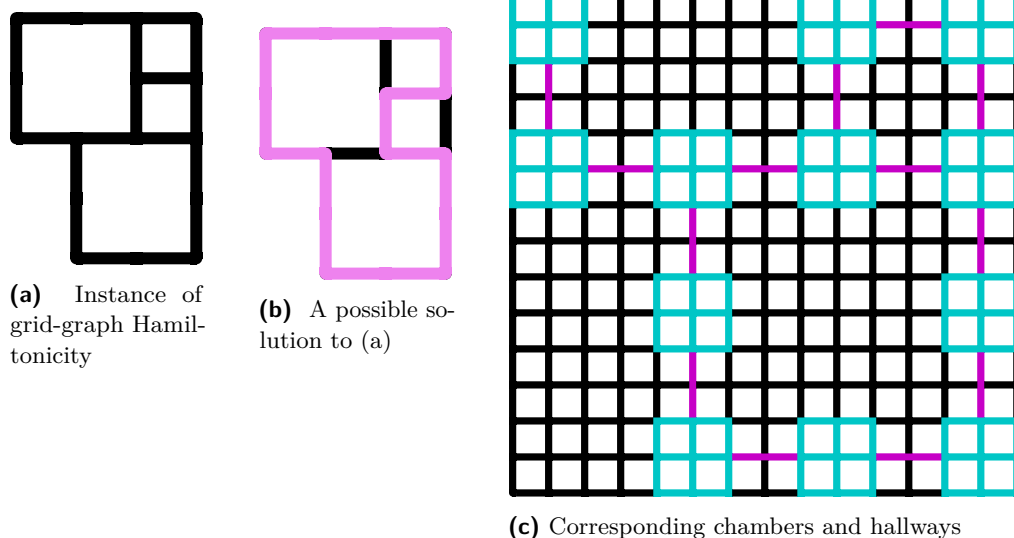 (a) Instance of
grid-graph Hamil-
tonicity
(b) A possible so-
lution to (a)
(c) Corresponding chambers and hallways